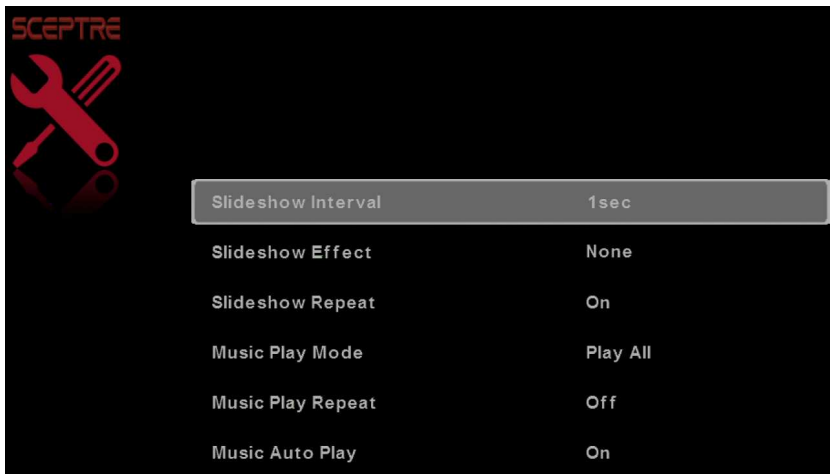 SCEPTRE
Slideshow Interval 1sec
Slideshow Effect None
Slideshow Repeat On
Music Play Mode Play All
Music Play Repeat Off
Music Auto Play On